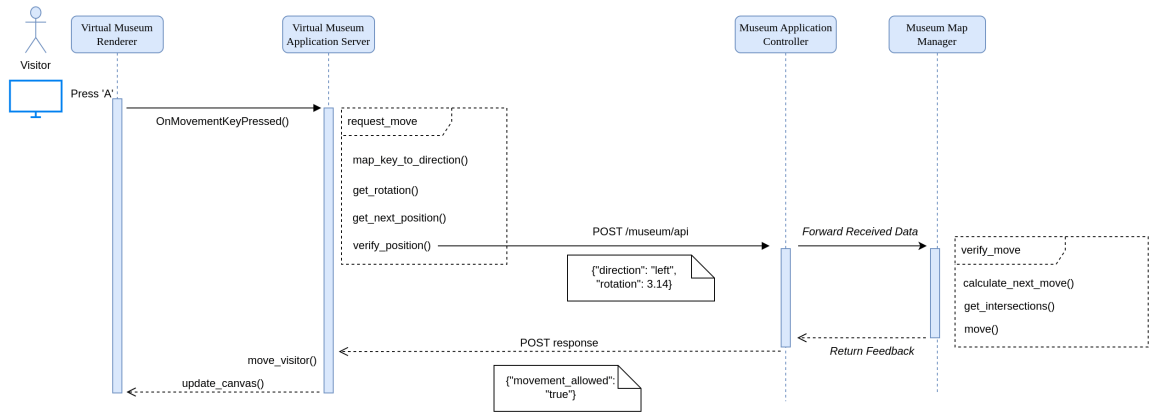 Virtual Museum
Renderer
Virtual Museum
Application Server
Museum Application
Controller
Museum Map
Manager
Visitor
Press 'A'
OnMovementKeyPressed()
request_move
map_key_to_direction()
get_rotation()
get_next_position()
verify_position()
POST /museum/api
{"direction": "left",
"rotation": 3.14}
Forward Received Data
verify_move
calculate_next_move()
get_intersections()
move()
Return Feedback
POST response
{"movement_allowed":
"true"}
move_visitor()
update_canvas()